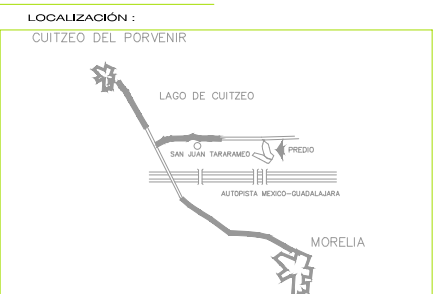 LOCALIZACIÓN :
CUITZEO DEL PORVENIR
LAGO DE CUITZEO
SAN JUAN TARARAMEO
PREDIO
AUTOPISTA MEXICO-GUADALAJARA
MORELIA